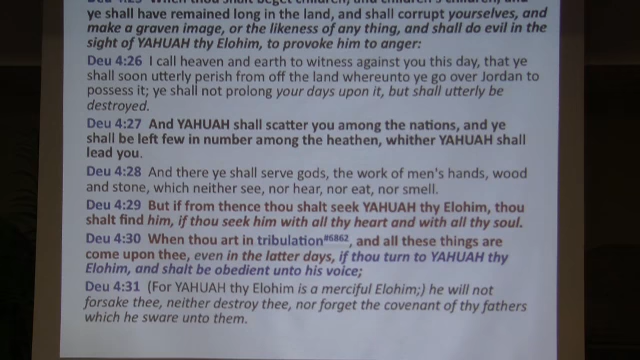 Deu 4:25 When thou shalt beget children, and children's children, and
ye shall have remained long in the land, and shall corrupt yourselves, and
make a graven image, or the likeness of any thing, and shall do evil in the
sight of YAHUAH thy Elohim, to provoke him to anger:
Deu 4:26 I call heaven and earth to witness against you this day, that ye
shall soon utterly perish from off the land whereunto ye go over Jordan to
possess it; ye shall not prolong your days upon it, but shall utterly be
destroyed.
Deu 4:27 And YAHUAH shall scatter you among the nations, and ye
shall be left few in number among the heathen, whither YAHUAH shall
lead you.
Deu 4:28 And there ye shall serve gods, the work of men's hands, wood
and stone, which neither see, nor hear, nor eat, nor smell.
Deu 4:29 But if from thence thou shalt seek YAHUAH thy Elohim, thou
shalt find him, if thou seek him with all thy heart and with all thy soul.
Deu 4:30 When thou art in tribulation#6862, and all these things are
come upon thee, even in the latter days, if thou turn to YAHUAH thy
Elohim, and shalt be obedient unto his voice;
Deu 4:31 (For YAHUAH thy Elohim is a merciful Elohim;) he will not
forsake thee, neither destroy thee, nor forget the covenant of thy fathers
which he sware unto them.